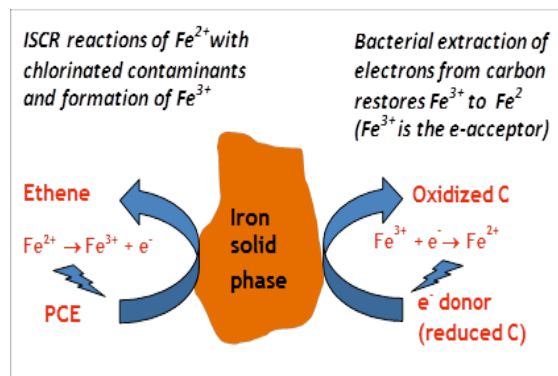 ISCR reactions of Fe²⁺ with
chlorinated contaminants
and formation of Fe³⁺
Bacterial extraction of
electrons from carbon
restores Fe³⁺ to Fe²
(Fe³⁺ is the e-acceptor)
Ethene
Fe²⁺ → Fe³⁺ + e⁻
PCE
Iron
solid
phase
Oxidized C
Fe³⁺ + e⁻ → Fe²⁺
e⁻ donor
(reduced C)